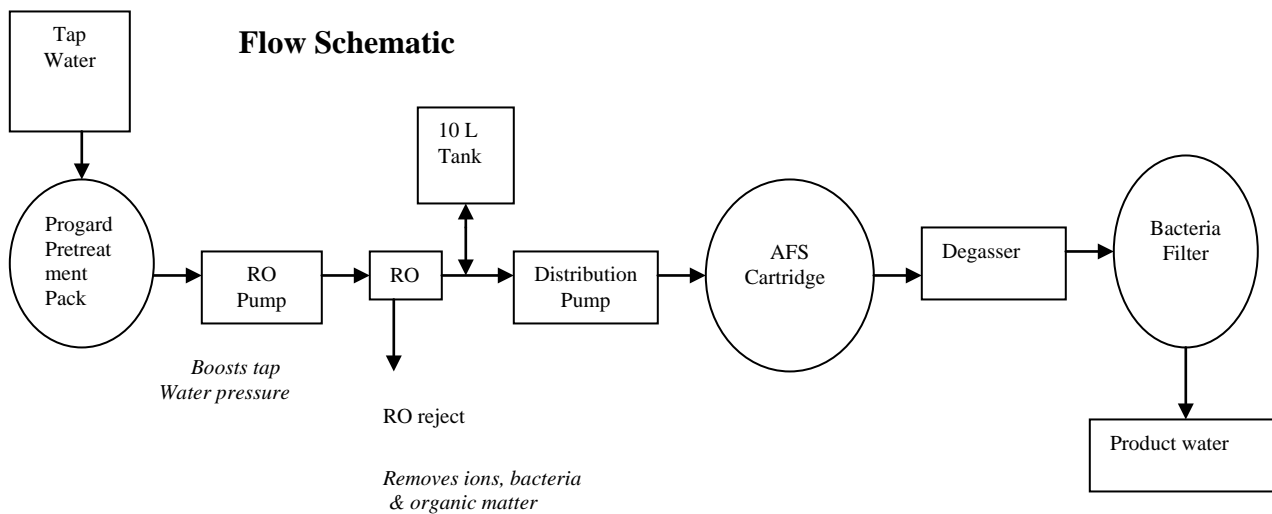 Tap
Water
Flow Schematic
10 L
Tank
Progard
Pretreat
ment
Pack
RO
Pump
RO
Distribution
Pump
AFS
Cartridge
Degasser
Bacteria
Filter
Boosts tap
Water pressure
RO reject
Removes ions, bacteria
& organic matter
Product water